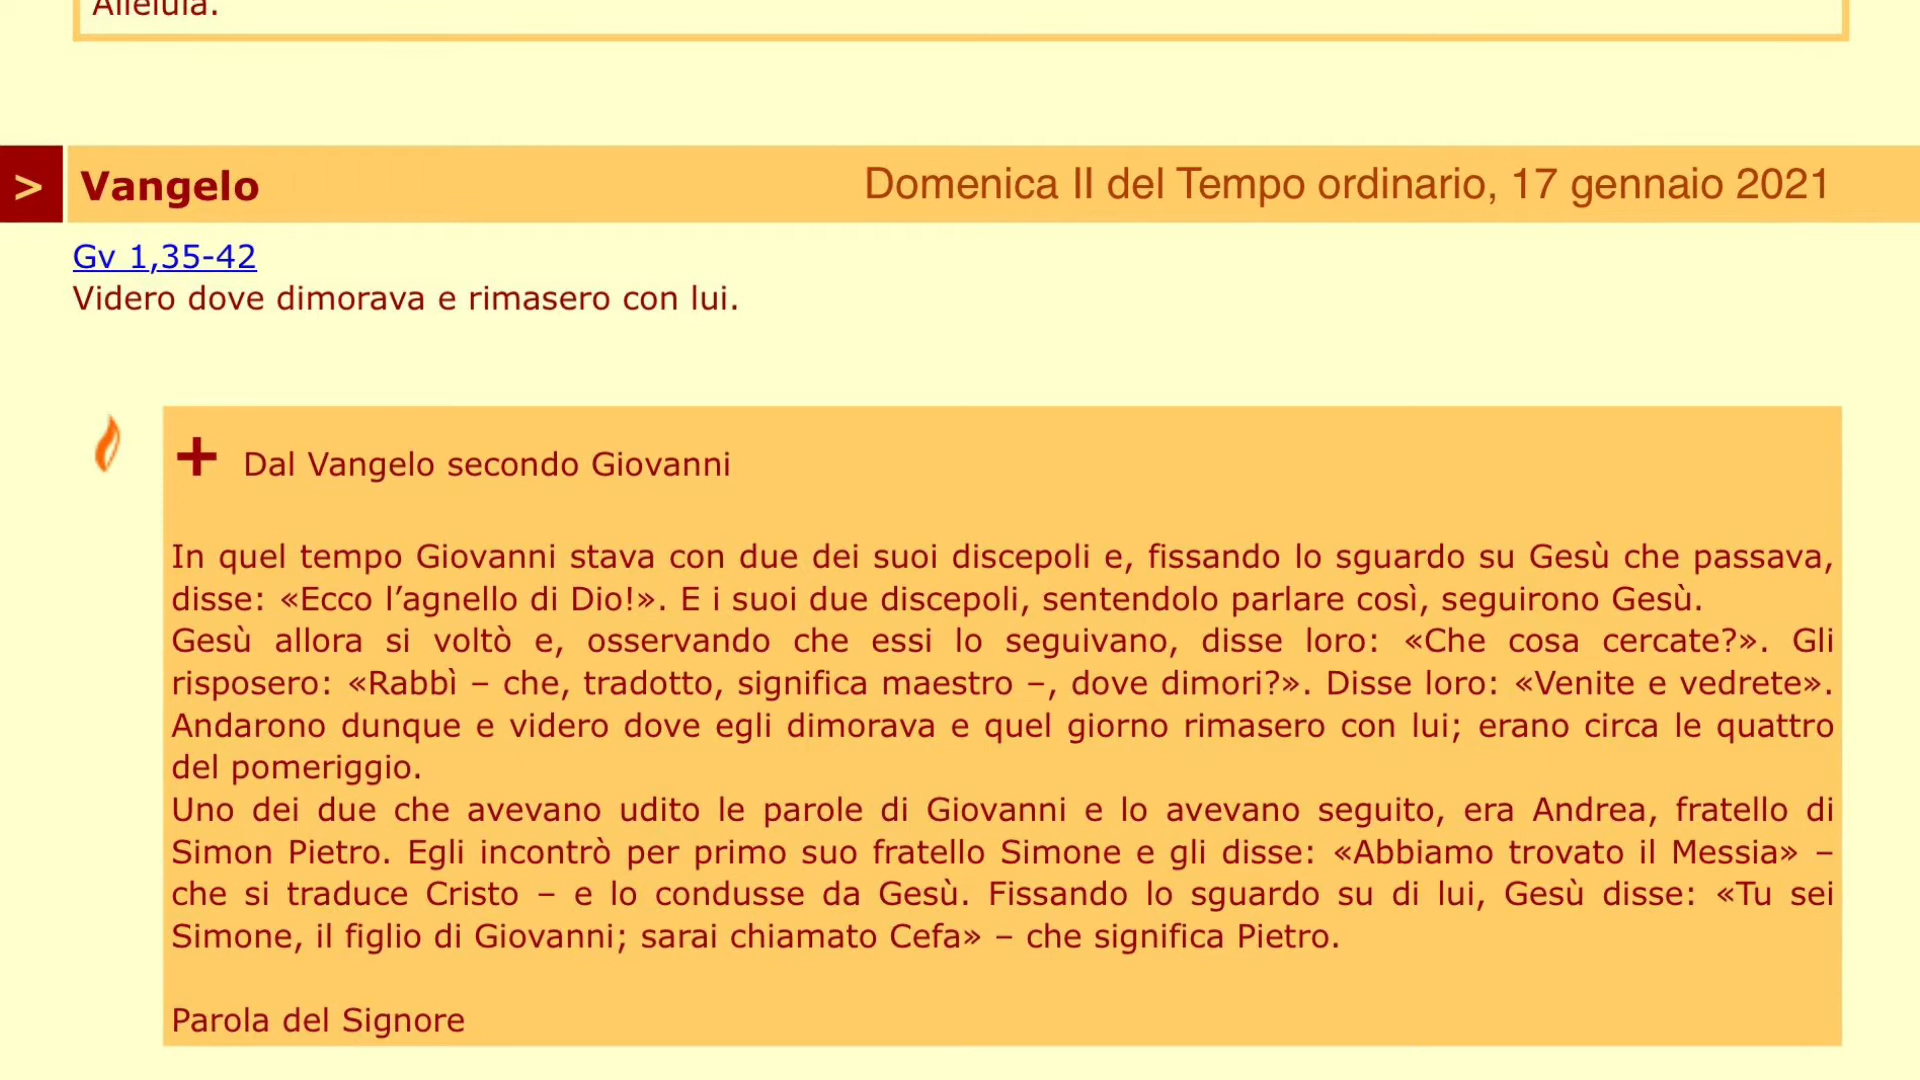 Alleluia.
> Vangelo
Domenica II del Tempo ordinario, 17 gennaio 2021
Gv 1,35-42
Videro dove dimorava e rimasero con lui.
+ Dal Vangelo secondo Giovanni
In quel tempo Giovanni stava con due dei suoi discepoli e, fissando lo sguardo su Gesù che passava,
disse: «Ecco l’agnello di Dio!». E i suoi due discepoli, sentendolo parlare così, seguirono Gesù.
Gesù allora si voltò e, osservando che essi lo seguivano, disse loro: «Che cosa cercate?». Gli
risposero: «Rabbì – che, tradotto, significa maestro –, dove dimori?». Disse loro: «Venite e vedrete».
Andarono dunque e videro dove egli dimorava e quel giorno rimasero con lui; erano circa le quattro
del pomeriggio.
Uno dei due che avevano udito le parole di Giovanni e lo avevano seguito, era Andrea, fratello di
Simon Pietro. Egli incontrò per primo suo fratello Simone e gli disse: «Abbiamo trovato il Messia» –
che si traduce Cristo – e lo condusse da Gesù. Fissando lo sguardo su di lui, Gesù disse: «Tu sei
Simone, il figlio di Giovanni; sarai chiamato Cefa» – che significa Pietro.
Parola del Signore